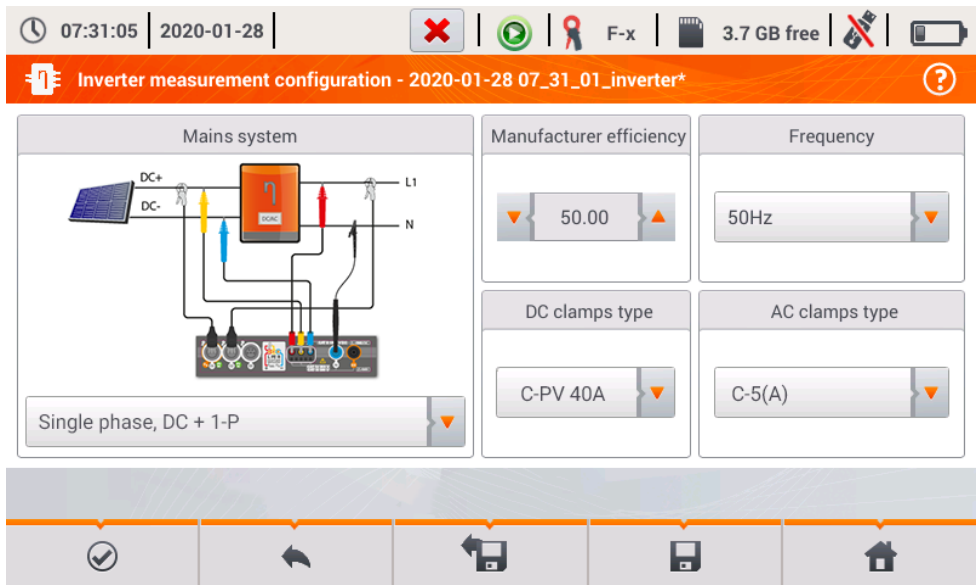 07:31:05 2020-01-28 F-x 3.7 GB free
Inverter measurement configuration - 2020-01-28 07_31_01_inverter*
Mains system
DC+
DC-
η
DC/AC
L1
N
Single phase, DC + 1-P
Manufacturer efficiency
50.00
Frequency
50Hz
DC clamps type
C-PV 40A
AC clamps type
C-5(A)